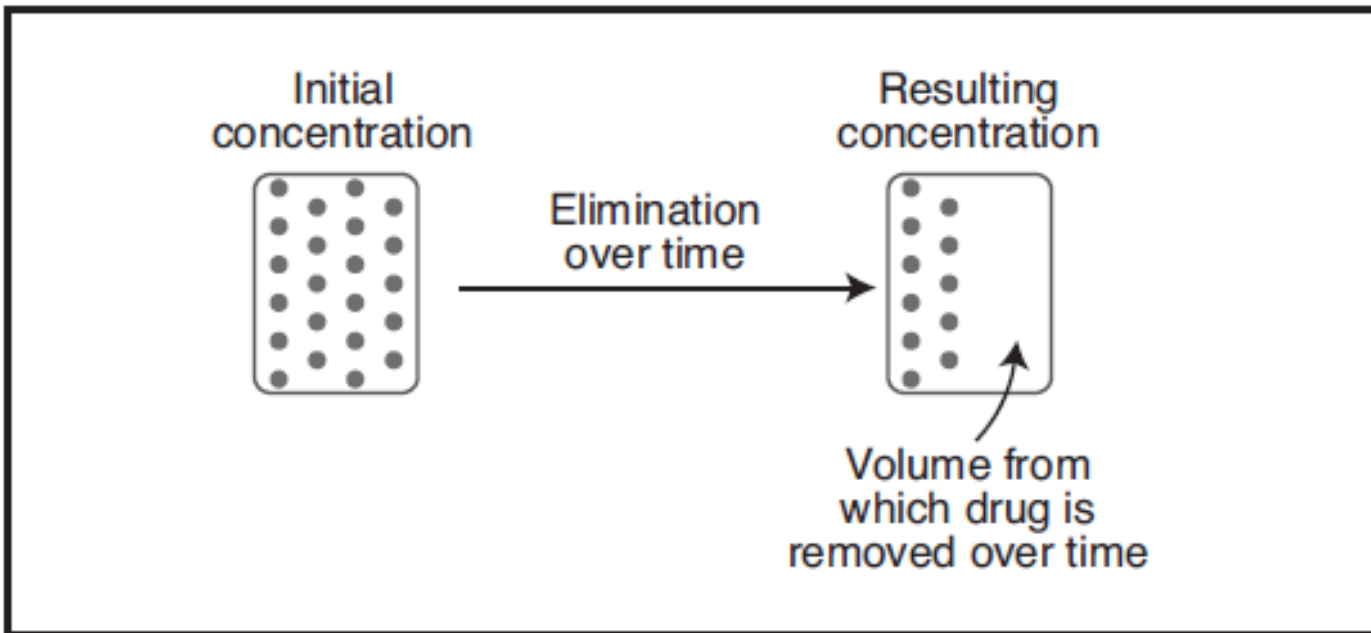 Initial
concentration
Resulting
concentration
Elimination
over time
Volume from
which drug is
removed over time